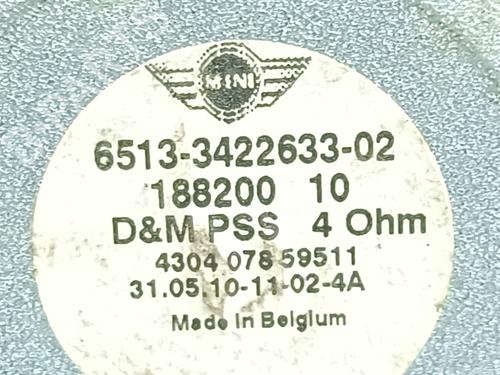 MINI
6513-3422633-02
188200 10
D&M PSS 4 Ohm
4304 078 59511
31.05 10-11-02-4A
Made in Belgium